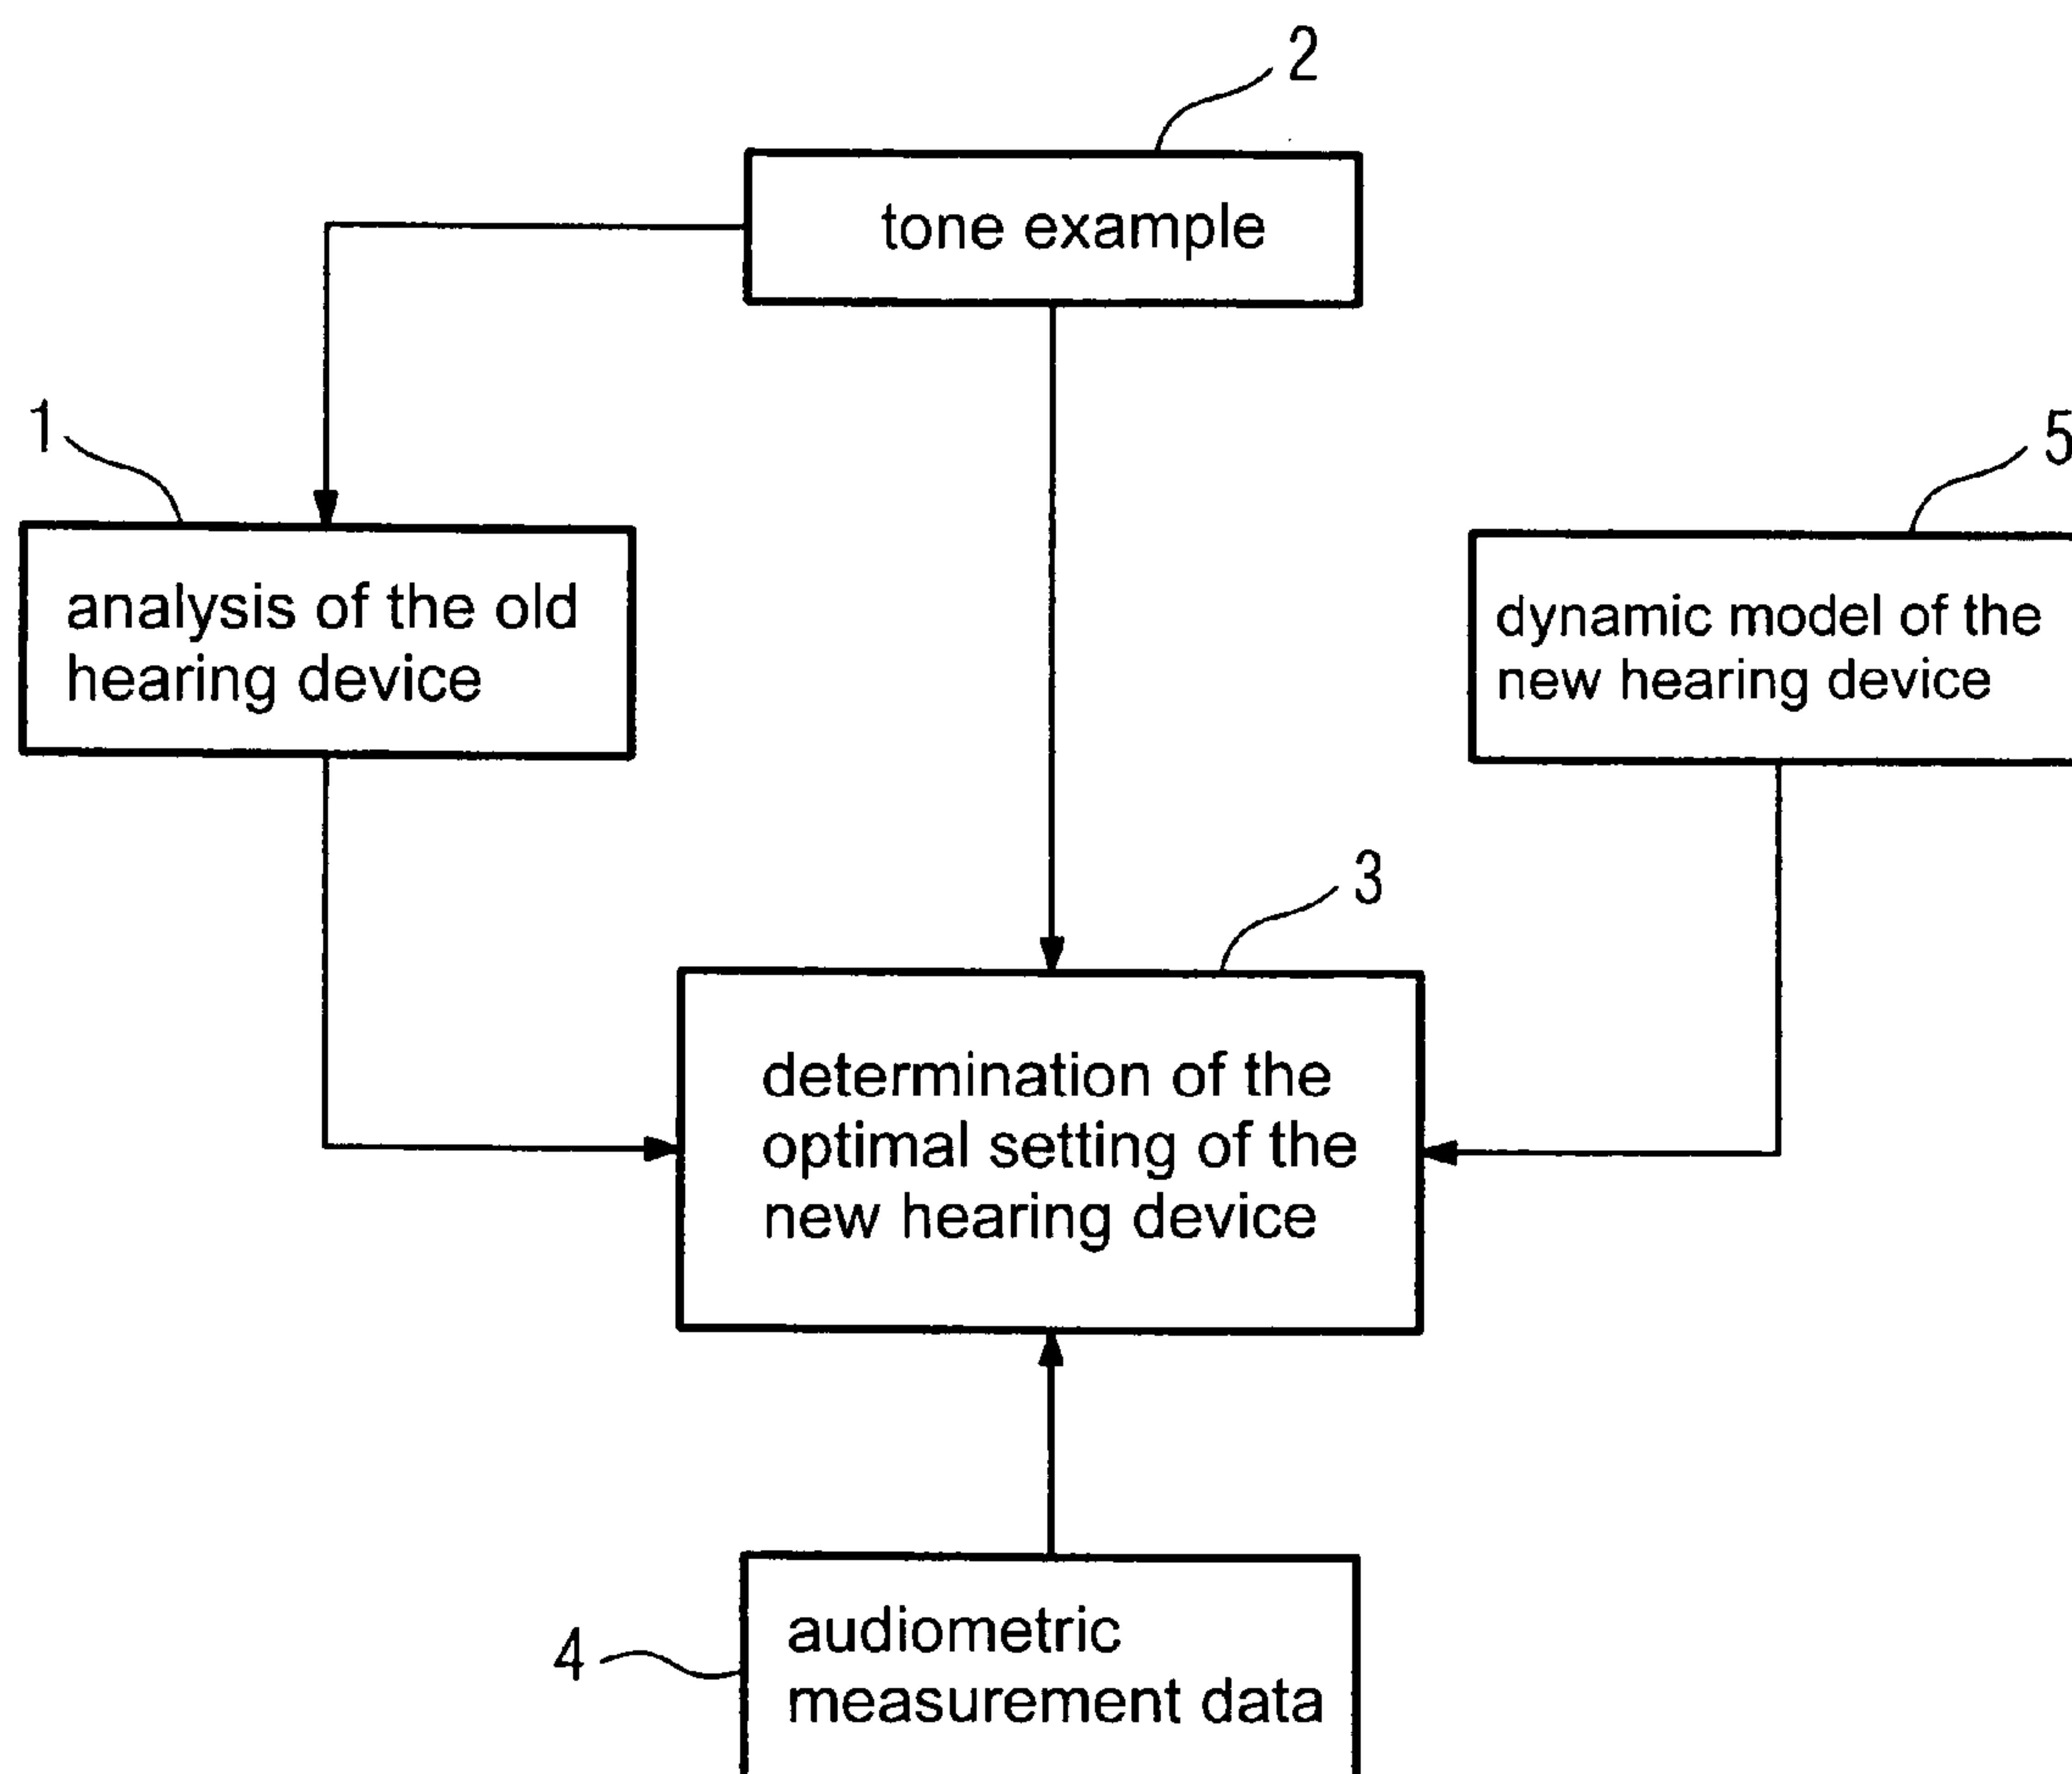 2
tone example
1
analysis of the old
hearing device
5
dynamic model of the
new hearing device
3
determination of the
optimal setting of the
new hearing device
4
audiometric
measurement data